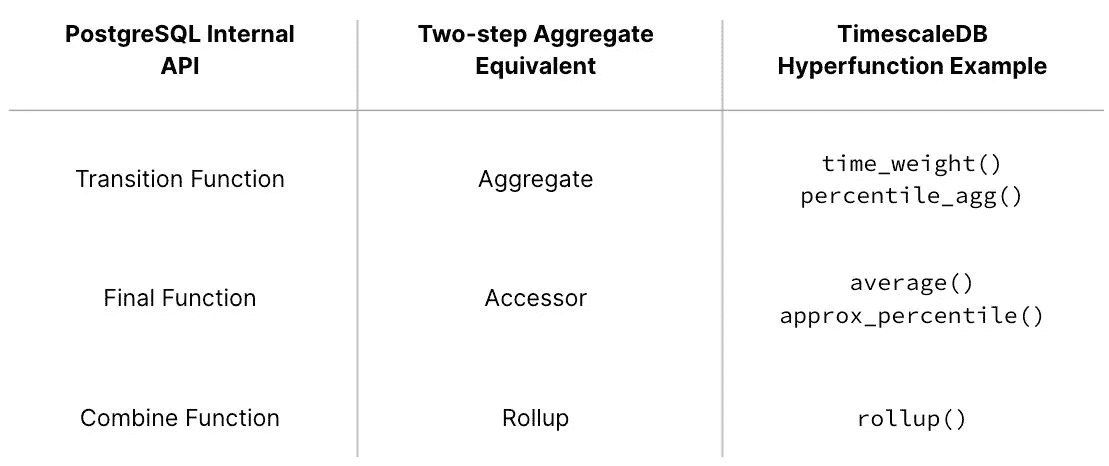 PostgreSQL Internal
API
Two-step Aggregate
Equivalent
TimescaleDB
Hyperfunction Example
Transition Function
Aggregate
time_weight()
percentile_agg()
Final Function
Accessor
average()
approx_percentile()
Combine Function
Rollup
rollup()